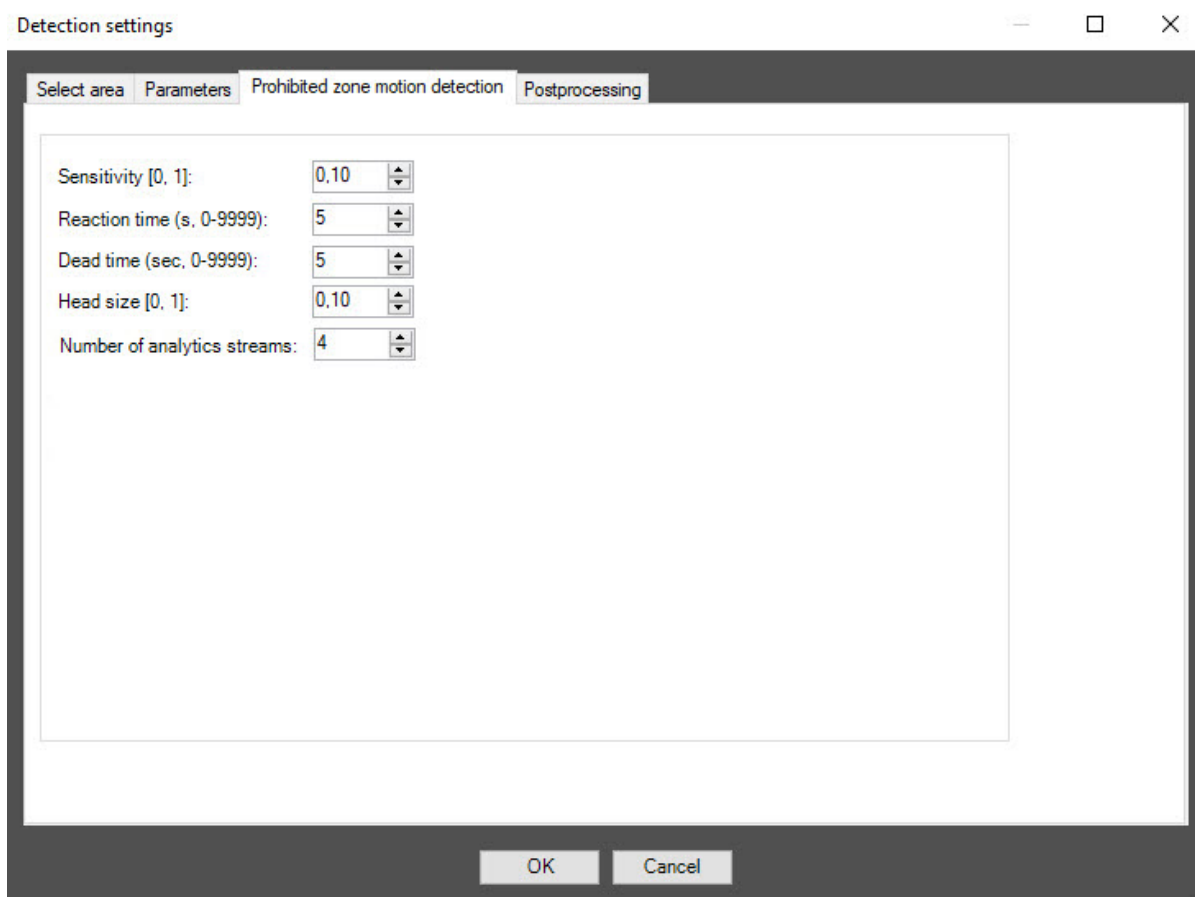 Detection settings
Select area Parameters Prohibited zone motion detection Postprocessing
Sensitivity [0, 1]: 0,10
Reaction time (s, 0-9999): 5
Dead time (sec, 0-9999): 5
Head size [0, 1]: 0,10
Number of analytics streams: 4
OK Cancel